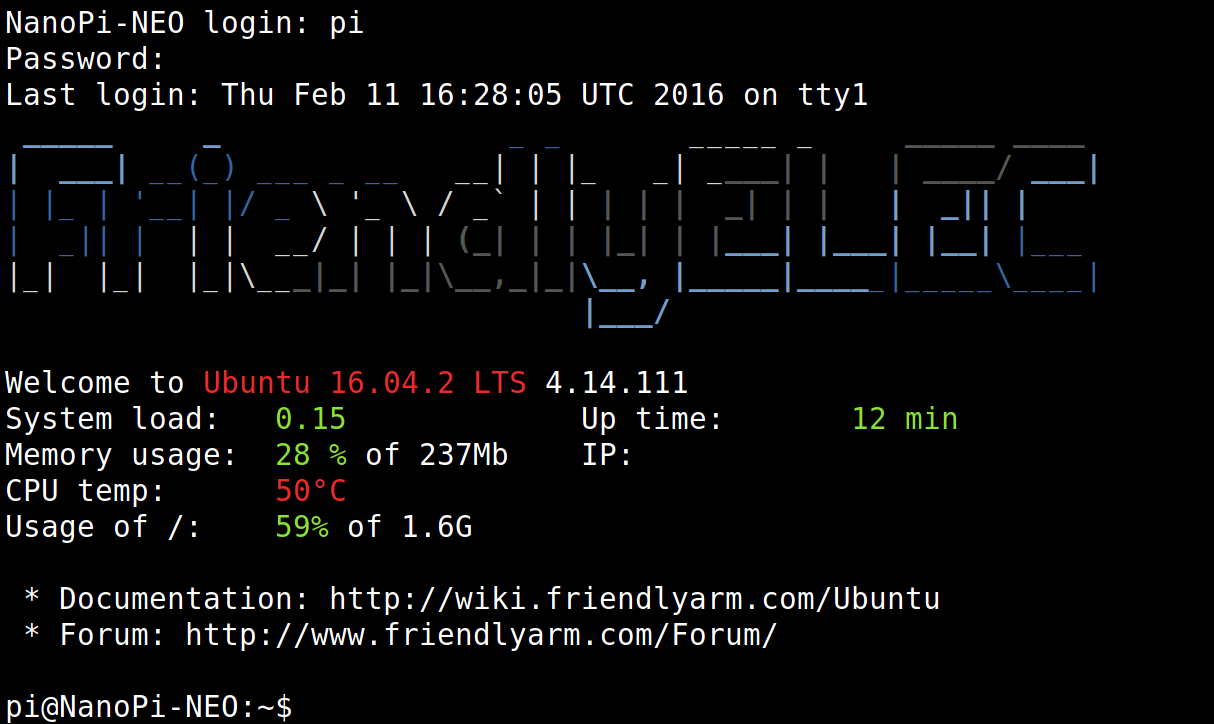 NanoPi-NEO login: pi
Password:
Last login: Thu Feb 11 16:28:05 UTC 2016 on tty1
FriendlyELEC
Welcome to Ubuntu 16.04.2 LTS 4.14.111
System load:   0.15             Up time:       12 min
Memory usage:  28 % of 237Mb    IP:
CPU temp:      50°C
Usage of /:    59% of 1.6G
* Documentation: http://wiki.friendlyarm.com/Ubuntu
* Forum: http://www.friendlyarm.com/Forum/
pi@NanoPi-NEO:~$